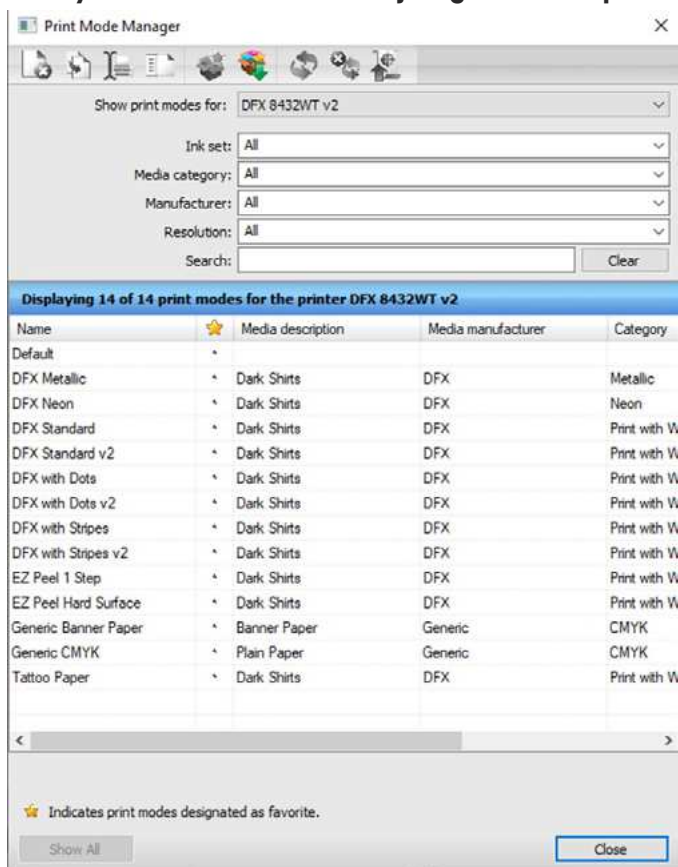 Print Mode Manager
Show print modes for: DFX 8432WT v2
Ink set: All
Media category: All
Manufacturer: All
Resolution: All
Search: Clear
Displaying 14 of 14 print modes for the printer DFX 8432WT v2
Name Media description Media manufacturer Category
Default
DFX Metallic Dark Shirts DFX Metallic
DFX Neon Dark Shirts DFX Neon
DFX Standard Dark Shirts DFX Print with W
DFX Standard v2 Dark Shirts DFX Print with W
DFX with Dots Dark Shirts DFX Print with W
DFX with Dots v2 Dark Shirts DFX Print with W
DFX with Stripes Dark Shirts DFX Print with W
DFX with Stripes v2 Dark Shirts DFX Print with W
EZ Peel 1 Step Dark Shirts DFX Print with W
EZ Peel Hard Surface Dark Shirts DFX Print with W
Generic Banner Paper Banner Paper Generic CMYK
Generic CMYK Plain Paper Generic CMYK
Tattoo Paper Dark Shirts DFX Print with W
Indicates print modes designated as favorite.
Show All Close